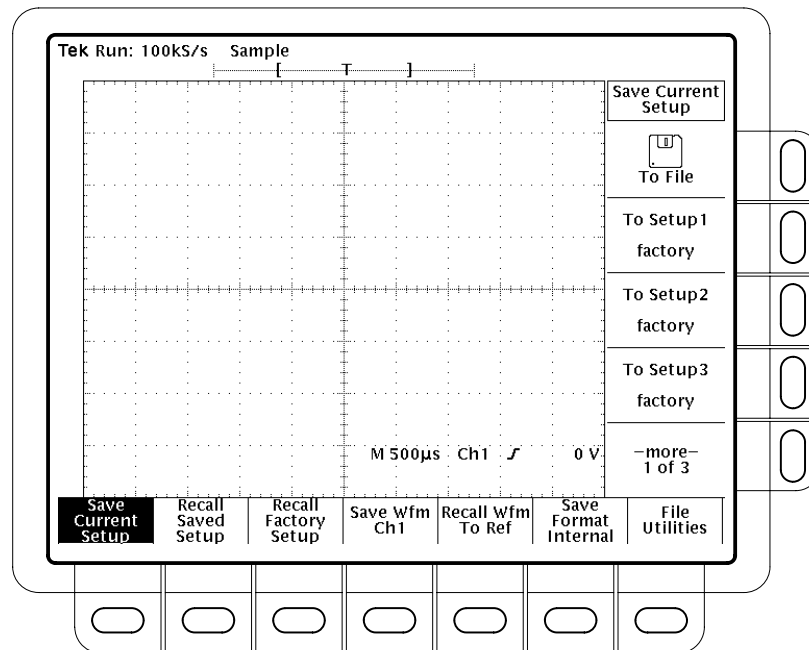 Tek Run: 100kS/s Sample
[ T ]
Save Current
Setup
To File
To Setup1
factory
To Setup2
factory
To Setup3
factory
M 500µs Ch1 0 V
–more–
1 of 3
Save
Current
Setup
Recall
Saved
Setup
Recall
Factory
Setup
Save Wfm
Ch1
Recall Wfm
To Ref
Save
Format
Internal
File
Utilities